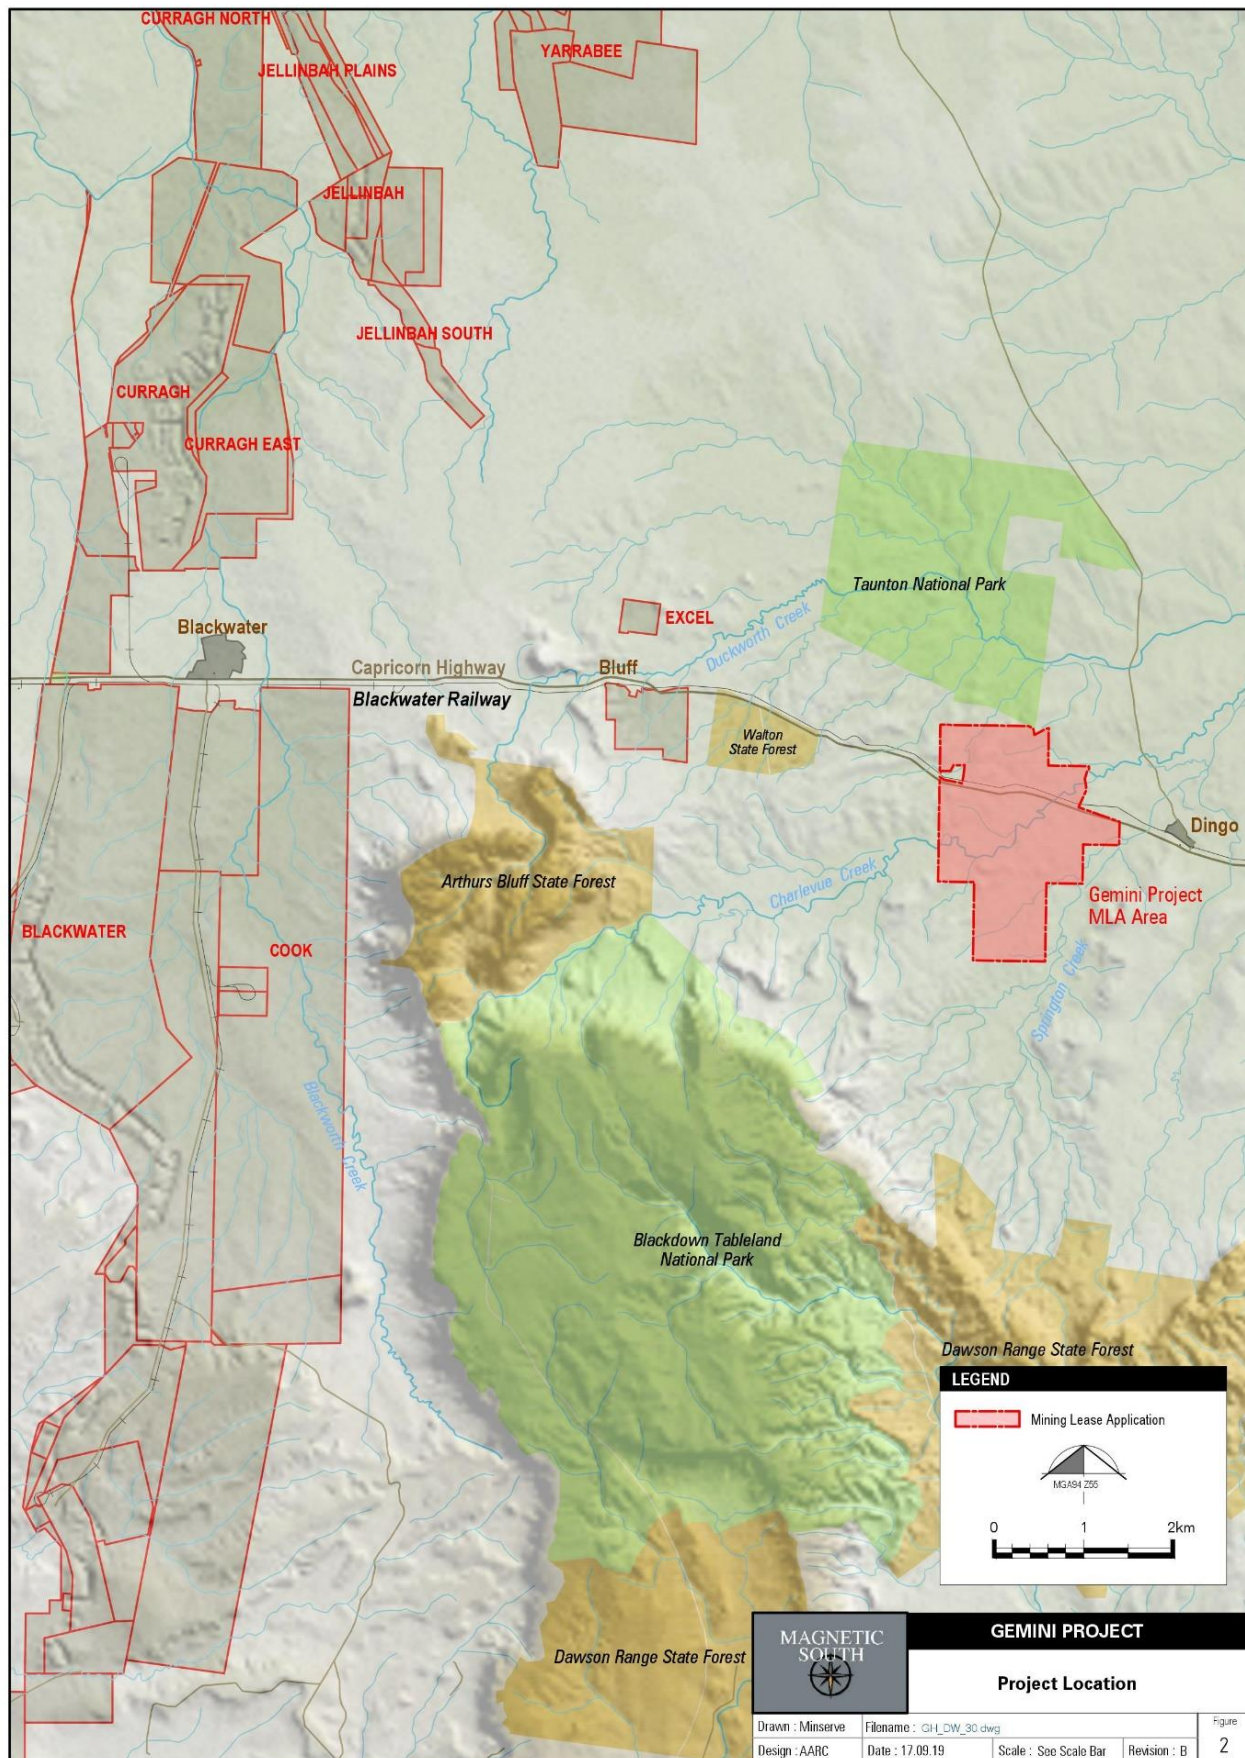 CURRAGH NORTH
JELLINBAH PLAINS
YARRABEE
JELLINBAH
JELLINBAH SOUTH
CURRAGH
CURRAGH EAST
Taunton National Park
EXCEL
Duckworth Creek
Blackwater
Capricorn Highway
Bluff
Blackwater Railway
Walton
State Forest
Dingo
Arthurs Bluff State Forest
Charlevue Creek
Gemini Project
MLA Area
BLACKWATER
COOK
Springton Creek
Blackworth Creek
Blackdown Tableland
National Park
Dawson Range State Forest
LEGEND
Mining Lease Application
MGA94 Z55
0 1 2km
Dawson Range State Forest
MAGNETIC
SOUTH
GEMINI PROJECT
Project Location
Drawn : Minserve
Filename : GH_DW_30.dwg
Figure
2
Design : AARC
Date : 17.09.19
Scale : See Scale Bar
Revision : B